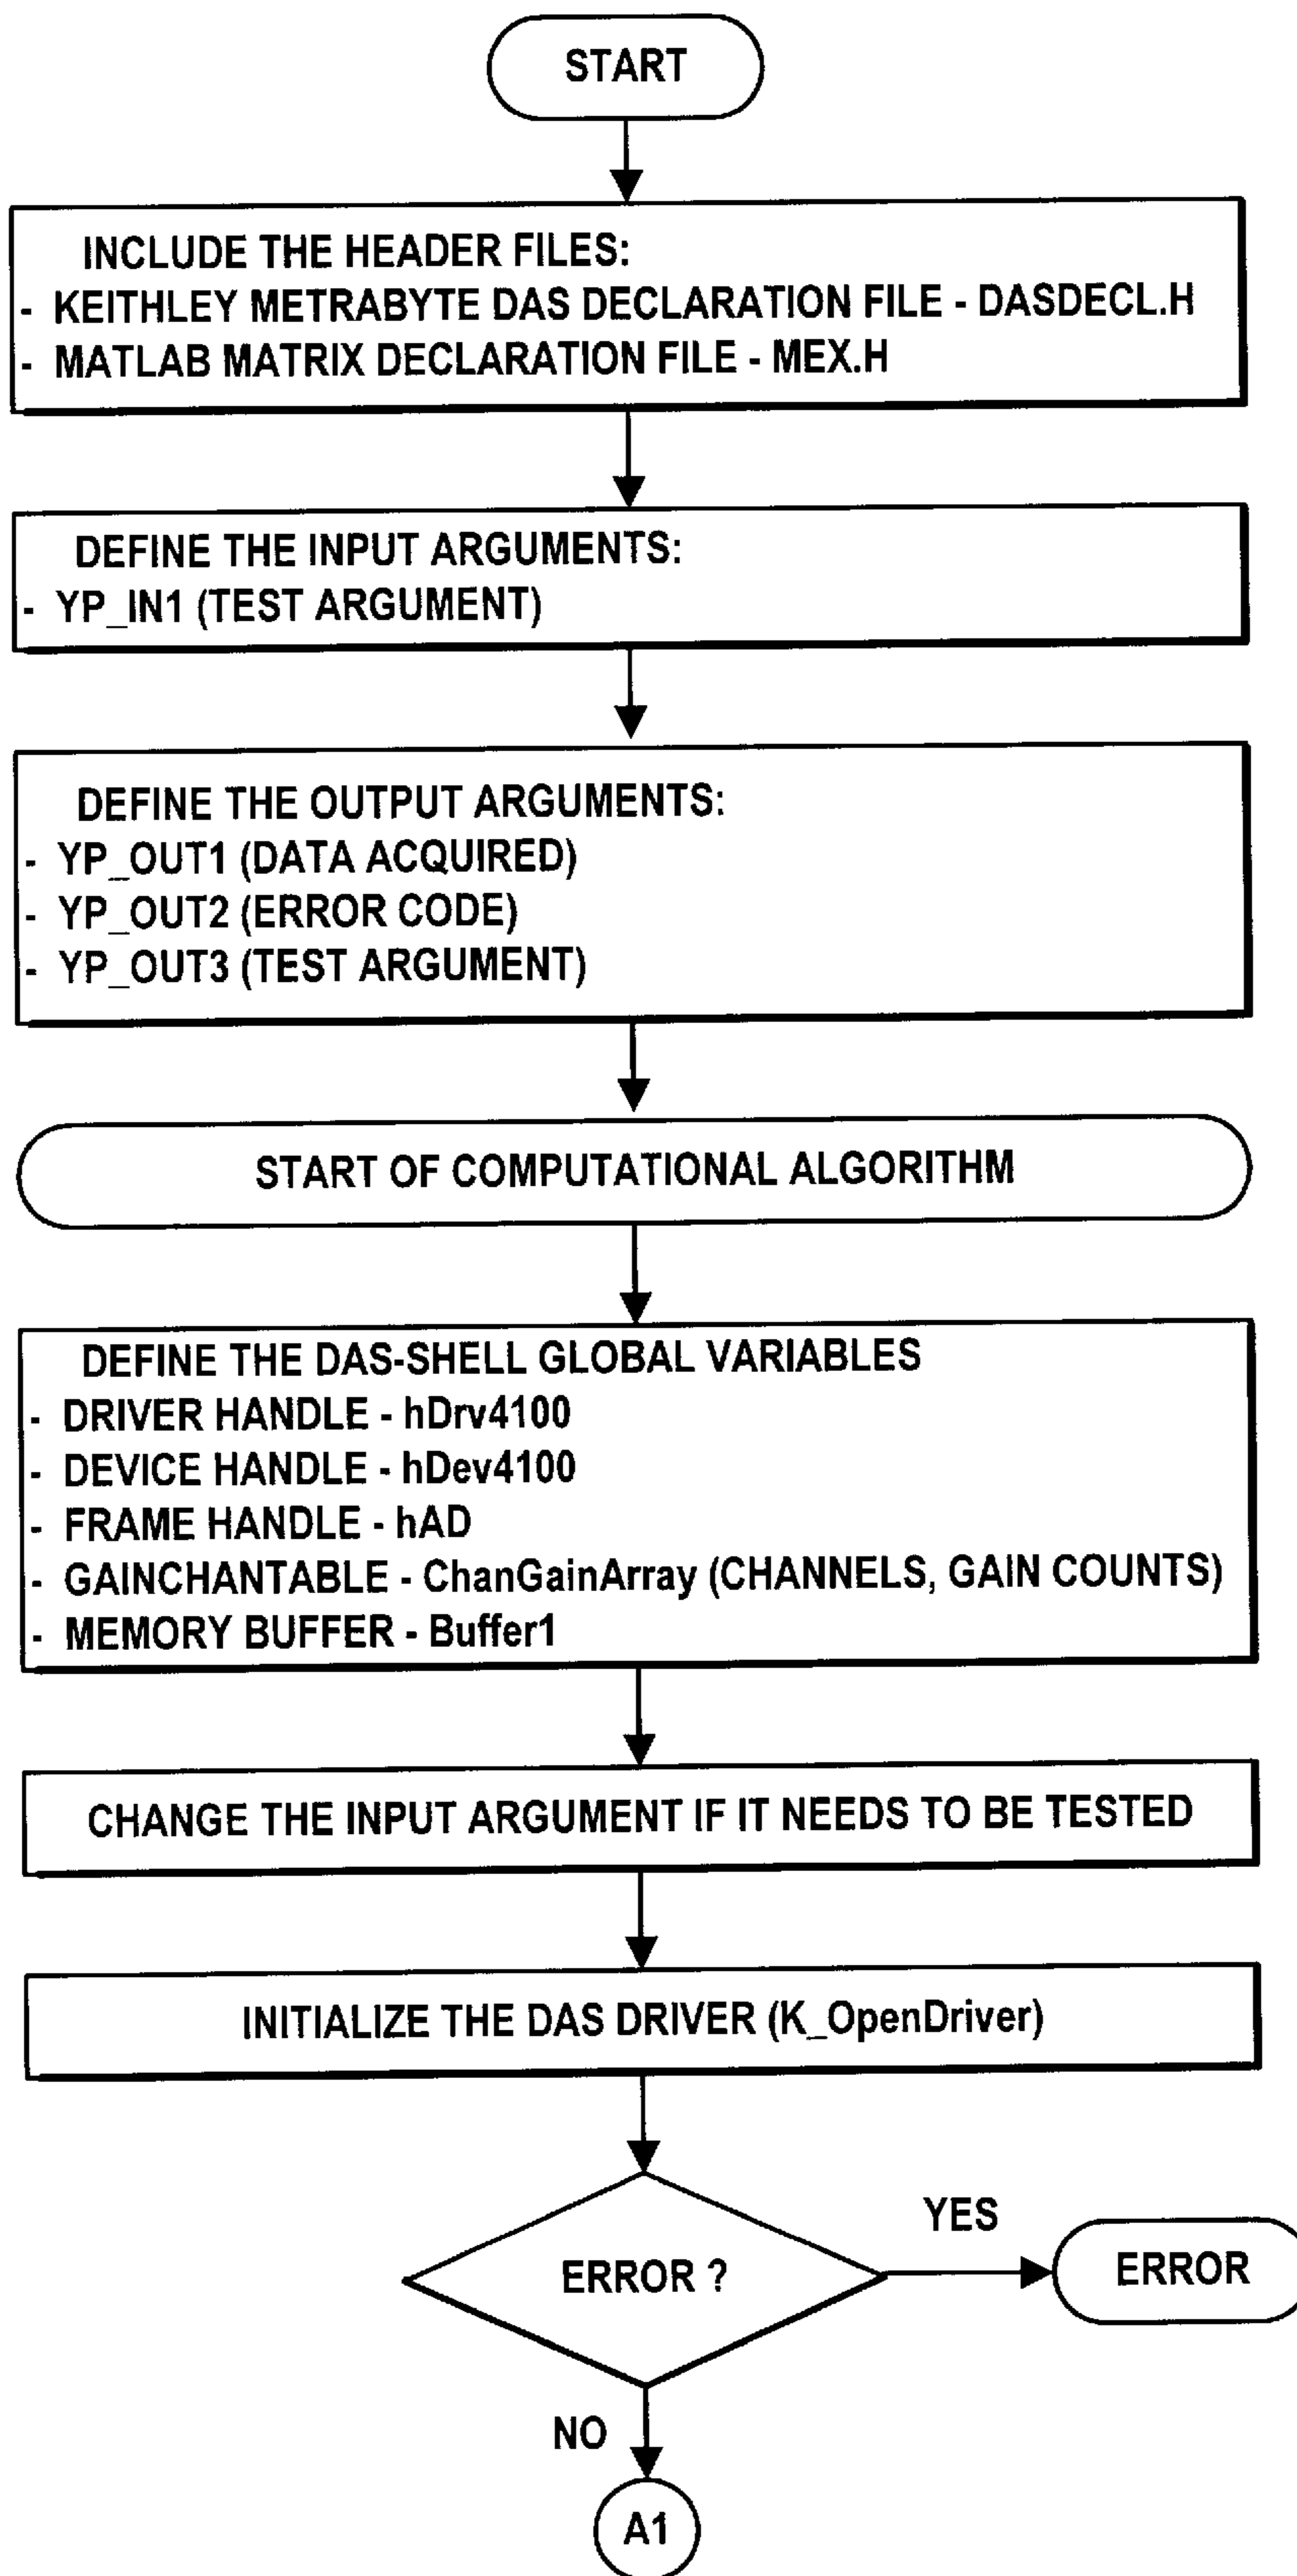 START
INCLUDE THE HEADER FILES:
- KEITHLEY METRABYTE DAS DECLARATION FILE - DASDECL.H
- MATLAB MATRIX DECLARATION FILE - MEX.H
DEFINE THE INPUT ARGUMENTS:
- YP_IN1 (TEST ARGUMENT)
DEFINE THE OUTPUT ARGUMENTS:
- YP_OUT1 (DATA ACQUIRED)
- YP_OUT2 (ERROR CODE)
- YP_OUT3 (TEST ARGUMENT)
START OF COMPUTATIONAL ALGORITHM
DEFINE THE DAS-SHELL GLOBAL VARIABLES
- DRIVER HANDLE - hDrv4100
- DEVICE HANDLE - hDev4100
- FRAME HANDLE - hAD
- GAINCHANTABLE - ChanGainArray (CHANNELS, GAIN COUNTS)
- MEMORY BUFFER - Buffer1
CHANGE THE INPUT ARGUMENT IF IT NEEDS TO BE TESTED
INITIALIZE THE DAS DRIVER (K_OpenDriver)
YES
ERROR ?
ERROR
NO
A1